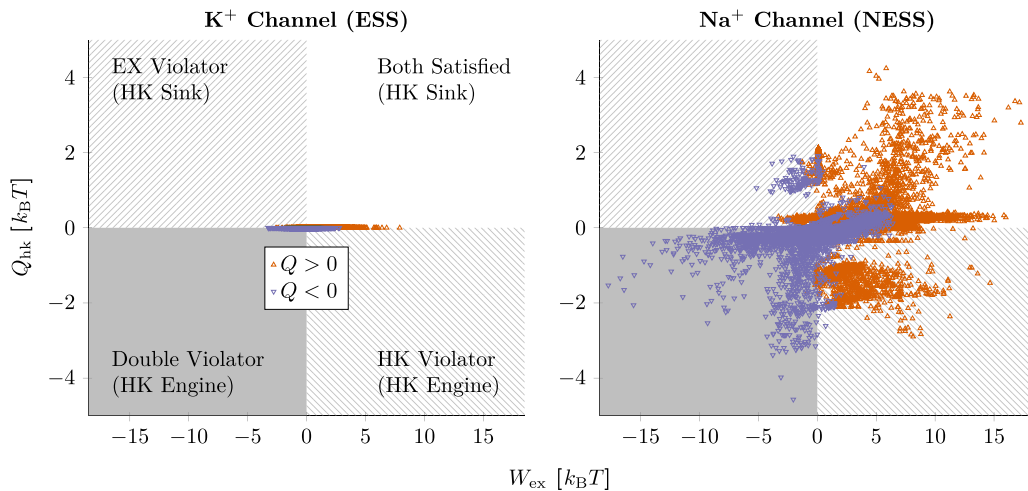 K⁺ Channel (ESS)
Na⁺ Channel (NESS)
EX Violator
(HK Sink)
Both Satisfied
(HK Sink)
Double Violator
(HK Engine)
HK Violator
(HK Engine)
Q > 0
Q < 0
4
2
0
−2
−4
−15 −10 −5 0 5 10 15
4
2
0
−2
−4
−15 −10 −5 0 5 10 15
Q_hk [k_BT]
W_ex [k_BT]